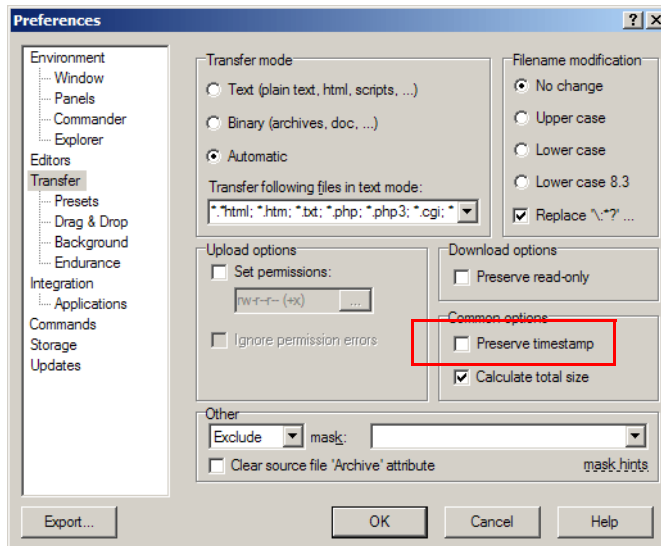 Preferences
Environment
Window
Panels
Commander
Explorer
Editors
Transfer
Presets
Drag & Drop
Background
Endurance
Integration
Applications
Commands
Storage
Updates
Transfer mode
Text (plain text, html, scripts, ...)
Binary (archives, doc, ...)
Automatic
Transfer following files in text mode:
*.*html; *.htm; *.txt; *.php; *.php3; *.cgi; *
Filename modification
No change
Upper case
Lower case
Lower case 8.3
Replace '\:*?' ...
Upload options
Set permissions:
rw-r--r-- (+x)
...
Ignore permission errors
Download options
Preserve read-only
Common options
Preserve timestamp
Calculate total size
Other
Exclude mask:
Clear source file 'Archive' attribute
mask hints
Export...
OK
Cancel
Help